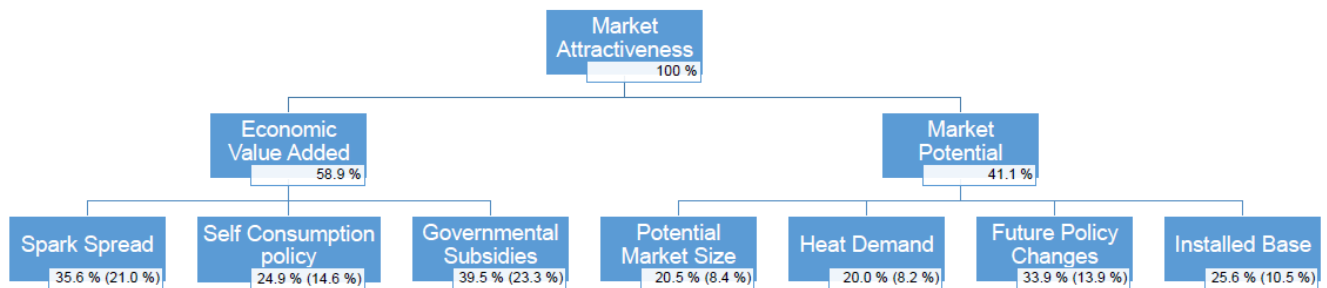 Market
Attractiveness
100 %
Economic
Value Added
58.9 %
Market
Potential
41.1 %
Spark Spread
35.6 % (21.0 %)
Self Consumption
policy
24.9 % (14.6 %)
Governmental
Subsidies
39.5 % (23.3 %)
Potential
Market Size
20.5 % (8.4 %)
Heat Demand
20.0 % (8.2 %)
Future Policy
Changes
33.9 % (13.9 %)
Installed Base
25.6 % (10.5 %)